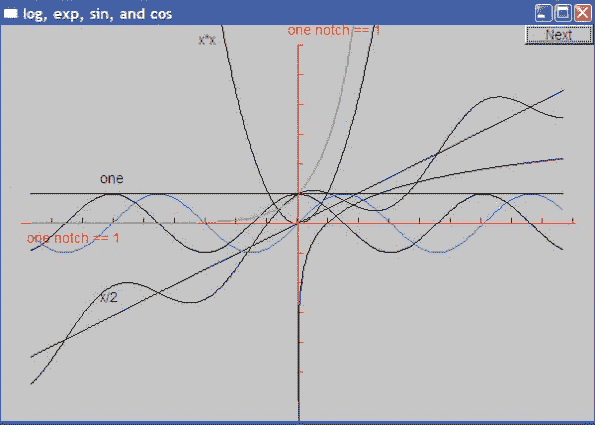 log, exp, sin, and cos
one notch == 1
Next
x*x
one
one notch == 1
x/2